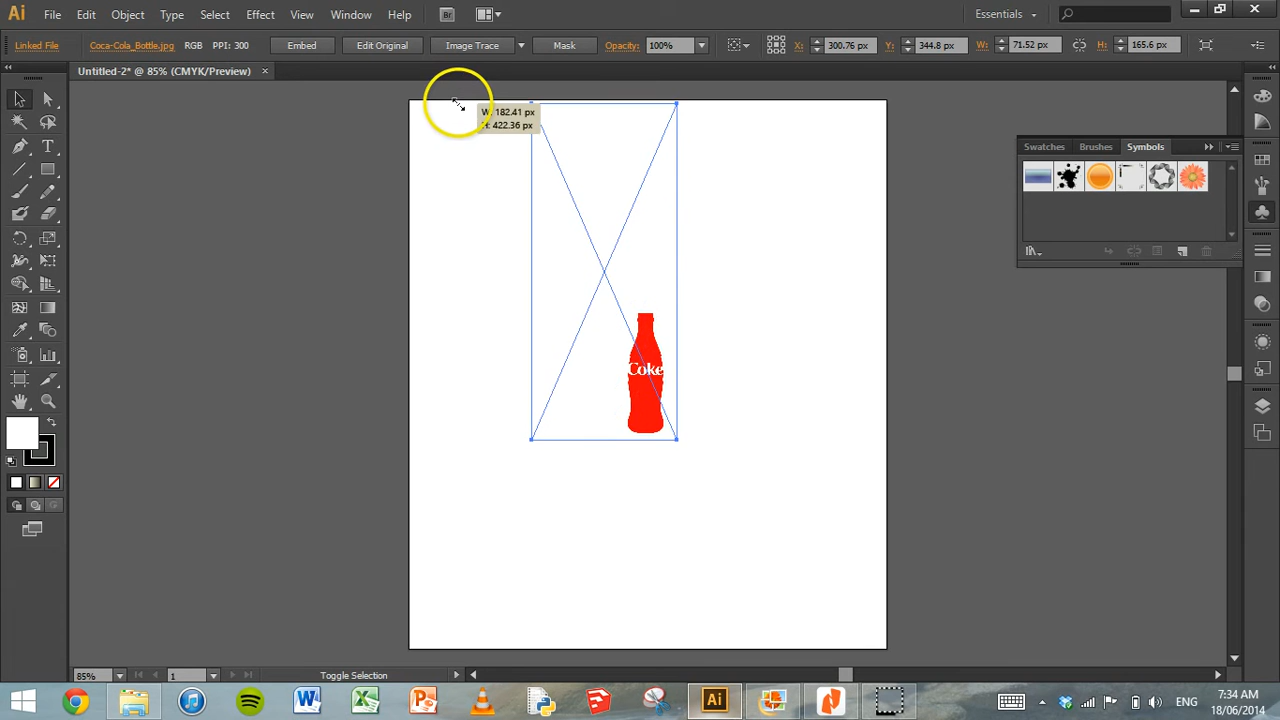 Ai File Edit Object Type Select Effect View Window Help Br Essentials
Linked File Coca-Cola_Bottle.jpg RGB PPI: 300 Embed Edit Original Image Trace Mask Opacity: 100% X: 300.76 px Y: 344.8 px W: 71.52 px H: 165.6 px
Untitled-2* @ 85% (CMYK/Preview)
W: 182.41 px
H: 422.36 px
Swatches Brushes Symbols
Coke
85% 1 Toggle Selection
Ai ENG 7:34 AM
18/06/2014